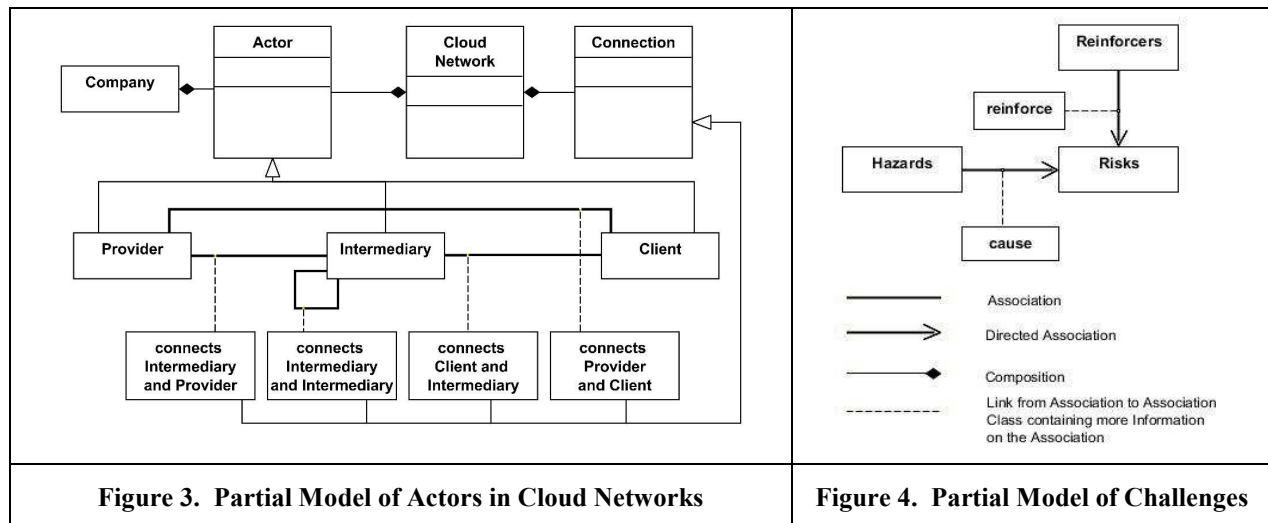 Actor
Cloud
Network
Connection
Company
Provider
Intermediary
Client
connects
Intermediary
and Provider
connects
Intermediary
and Intermediary
connects
Client and
Intermediary
connects
Provider
and Client
Figure 3. Partial Model of Actors in Cloud Networks
Reinforcers
reinforce
Hazards
Risks
cause
Association
Directed Association
Composition
Link from Association to Association
Class containing more Information
on the Association
Figure 4. Partial Model of Challenges